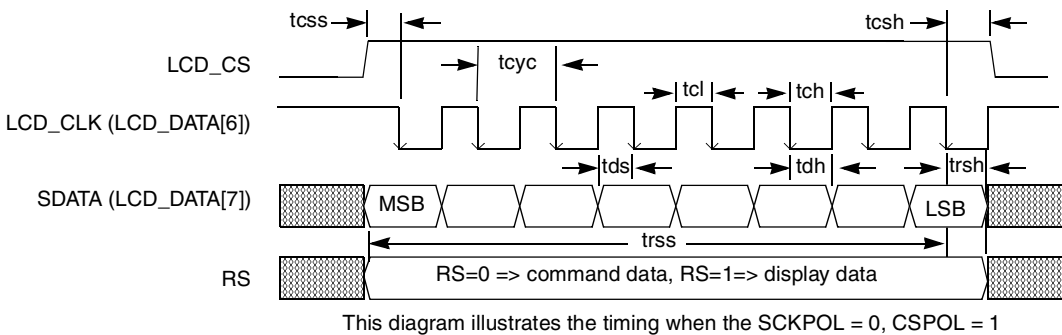 tcss
tcsh
LCD_CS
tcyc
tcl
tch
LCD_CLK (LCD_DATA[6])
tds
tdh
trsh
SDATA (LCD_DATA[7])
MSB
LSB
trss
RS
RS=0 => command data, RS=1=> display data
This diagram illustrates the timing when the SCKPOL = 0, CSPOL = 1